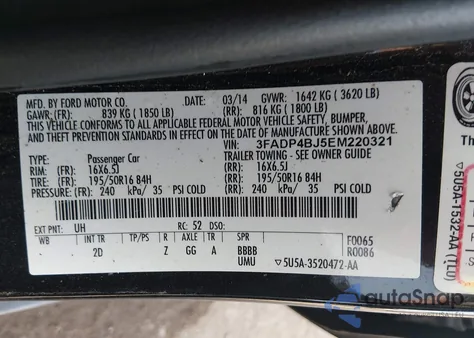 MFD. BY FORD MOTOR CO.
DATE: 03/14 GVWR: 1642 KG ( 3620 LB)
GAWR: (FR): 839 KG ( 1850 LB) (RR): 816 KG ( 1800 LB)
THIS VEHICLE CONFORMS TO ALL APPLICABLE FEDERAL MOTOR VEHICLE
SAFETY, BUMPER, AND THEFT PREVENTION STANDARDS IN EFFECT ON
THE DATE OF MANUFACTURE SHOWN ABOVE.
VIN: 3FADP4BJ5EM220321
TYPE: Passenger Car TRAILER TOWING - SEE OWNER GUIDE
RIM: (FR): 16X6.5J (RR): 16X6.5J
TIRE: (FR): 195/50R16 84H (RR): 195/50R16 84H
PRESSURE: (FR): 240 kPa/ 35 PSI COLD (RR): 240 kPa/ 35 PSI COLD
EXT PNT: UH RC: 52 DSO:
WB INT TR TP/PS R AXLE TR SPR F0065
2D Z GG A BBBB R0086
UMU ▽5U5A-3520472-AA
▽5U5A-1532-AA (TLU)
autoSnap